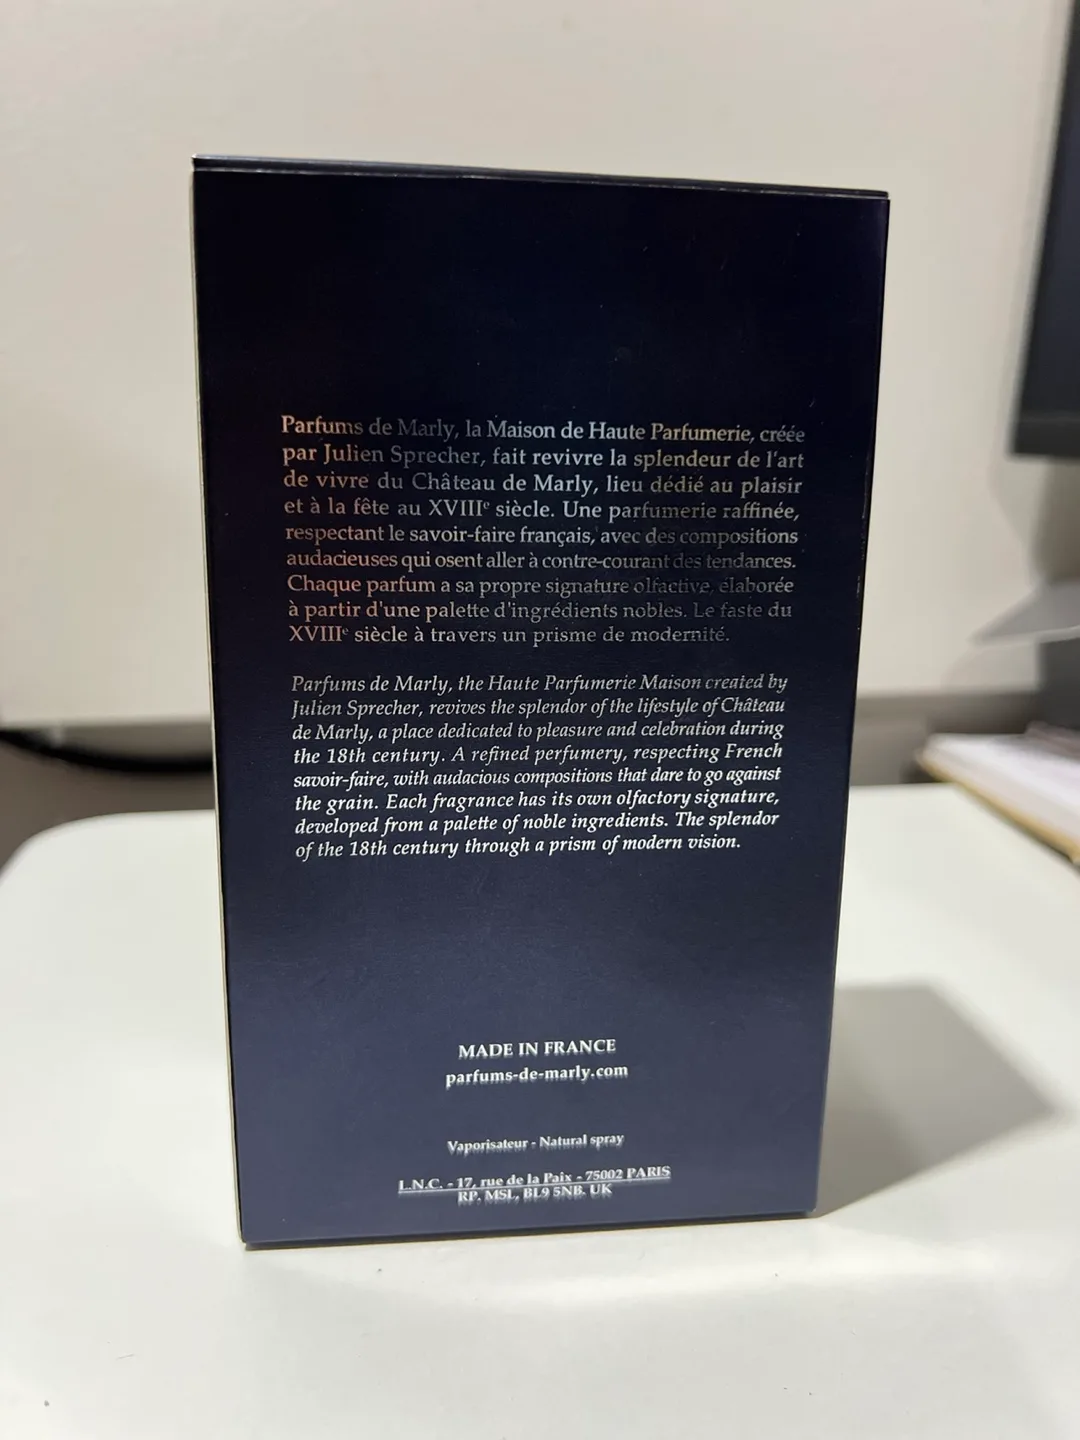 Parfums de Marly, la Maison de Haute Parfumerie, créée
par Julien Sprecher, fait revivre la splendeur de l'art
de vivre du Château de Marly, lieu dédié au plaisir
et à la fête au XVIIIe siècle. Une parfumerie raffinée,
respectant le savoir-faire français, avec des compositions
audacieuses qui osent aller à contre-courant des tendances.
Chaque parfum a sa propre signature olfactive, élaborée
à partir d'une palette d'ingrédients nobles. Le faste du
XVIIIe siècle à travers un prisme de modernité.
Parfums de Marly, the Haute Parfumerie Maison created by
Julien Sprecher, revives the splendor of the lifestyle of Château
de Marly, a place dedicated to pleasure and celebration during
the 18th century. A refined perfumery, respecting French
savoir-faire, with audacious compositions that dare to go against
the grain. Each fragrance has its own olfactory signature,
developed from a palette of noble ingredients. The splendor
of the 18th century through a prism of modern vision.
MADE IN FRANCE
parfums-de-marly.com
Vaporisateur - Natural spray
L.N.C. - 17, rue de la Paix - 75002 PARIS
RP. MSL, BL9 5NB. UK